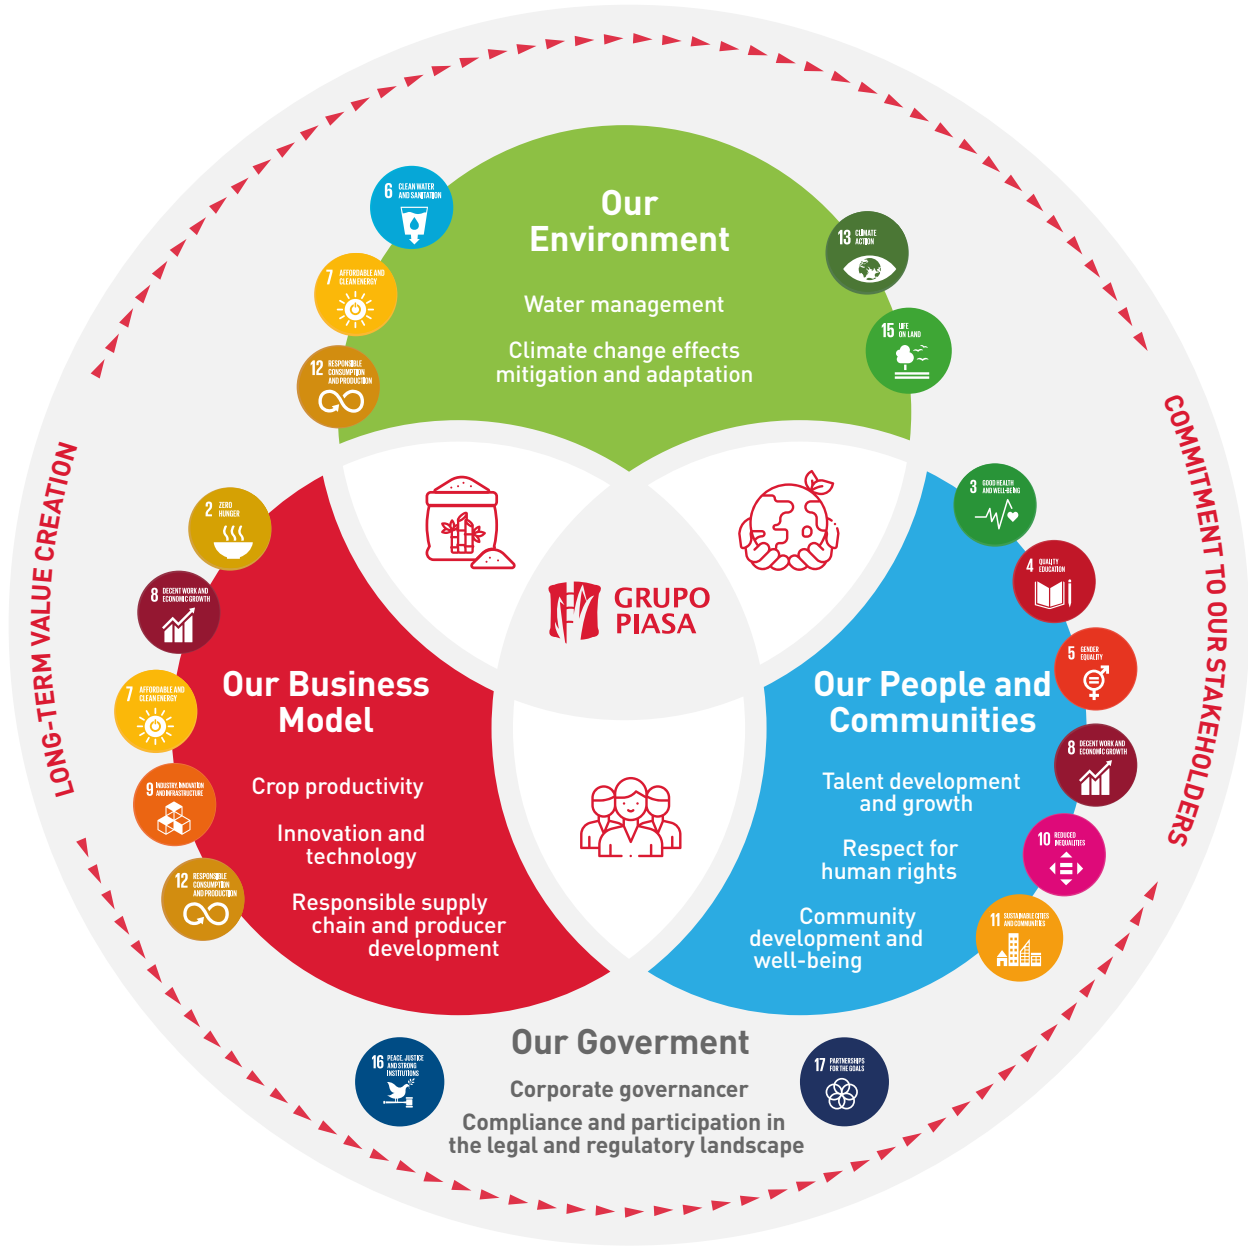 LONG-TERM VALUE CREATION
COMMITMENT TO OUR STAKEHOLDERS
Our
Environment
Water management
Climate change effects
mitigation and adaptation
6 CLEAN WATER
AND SANITATION
7 AFFORDABLE AND
CLEAN ENERGY
12 RESPONSIBLE
CONSUMPTION
AND PRODUCTION
13 CLIMATE
ACTION
15 LIFE
ON LAND
GRUPO
PIASA
2 ZERO
HUNGER
8 DECENT WORK AND
ECONOMIC GROWTH
7 AFFORDABLE AND
CLEAN ENERGY
9 INDUSTRY, INNOVATION
AND INFRASTRUCTURE
12 RESPONSIBLE
CONSUMPTION
AND PRODUCTION
Our Business
Model
Crop productivity
Innovation and
technology
Responsible supply
chain and producer
development
3 GOOD HEALTH
AND WELL-BEING
4 QUALITY
EDUCATION
5 GENDER
EQUALITY
8 DECENT WORK AND
ECONOMIC GROWTH
10 REDUCED
INEQUALITIES
11 SUSTAINABLE CITIES
AND COMMUNITIES
Our People and
Communities
Talent development
and growth
Respect for
human rights
Community
development and
well-being
Our Goverment
Corporate governancer
Compliance and participation in
the legal and regulatory landscape
16 PEACE, JUSTICE
AND STRONG
INSTITUTIONS
17 PARTNERSHIPS
FOR THE GOALS